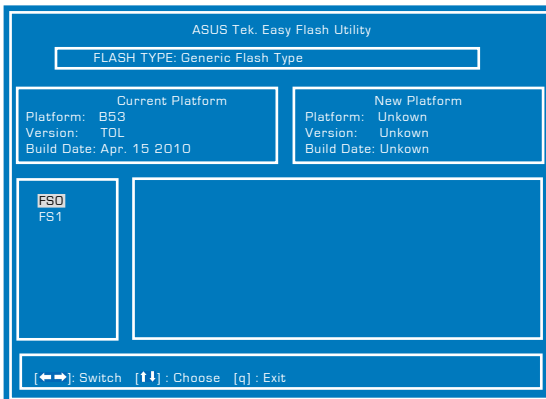 ASUS Tek. Easy Flash Utility
FLASH TYPE: Generic Flash Type
Current Platform
Platform: B53
Version: TOL
Build Date: Apr. 15 2010
New Platform
Platform: Unkown
Version: Unkown
Build Date: Unkown
FS0
FS1
[⬅➡]: Switch [⬆⬇] : Choose [q] : Exit